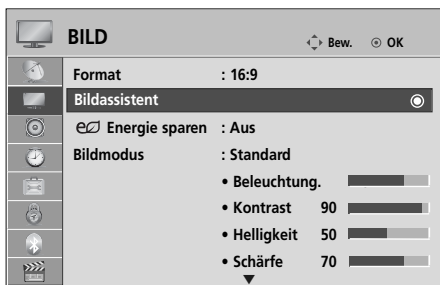 BILD
Bew. OK
Format : 16:9
Bildassistent
Energie sparen : Aus
Bildmodus : Standard
• Beleuchtung.
• Kontrast 90
• Helligkeit 50
• Schärfe 70